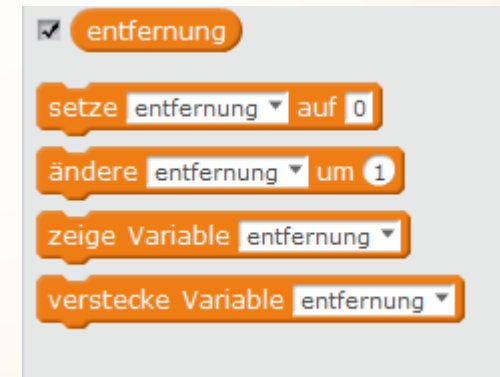 entfernung
setze entfernung auf 0
ändere entfernung um 1
zeige Variable entfernung
verstecke Variable entfernung